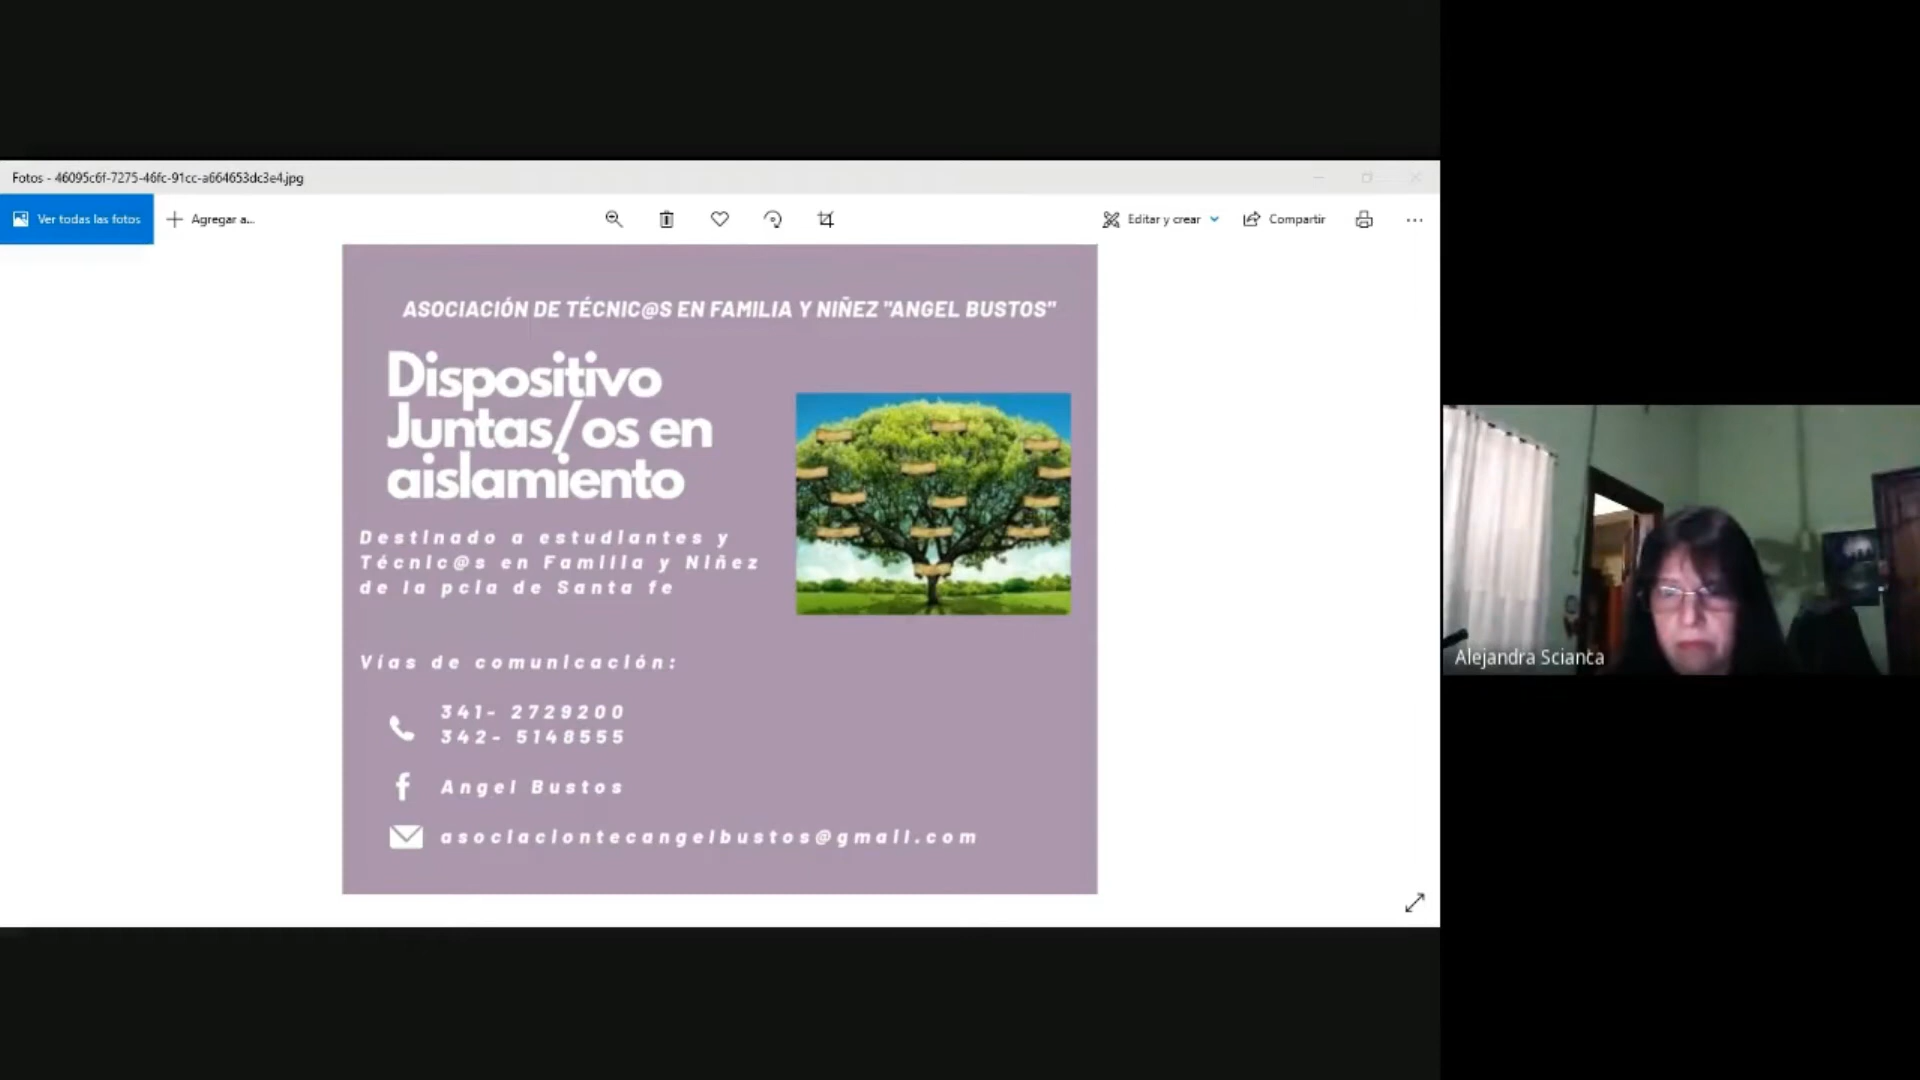 Fotos - 46095c6f-7275-46fc-91cc-a664653dc3e4.jpg
Ver todas las fotos
Agregar a...
Editar y crear
Compartir
ASOCIACIÓN DE TÉCNIC@S EN FAMILIA Y NIÑEZ "ANGEL BUSTOS"
Dispositivo
Juntas/os en
aislamiento
Destinado a estudiantes y
Técnic@s en Familia y Niñez
de la pcia de Santa fe
Vías de comunicación:
341- 2729200
342- 5148555
Angel Bustos
asociaciontecangelbustos@gmail.com
Alejandra Scianca